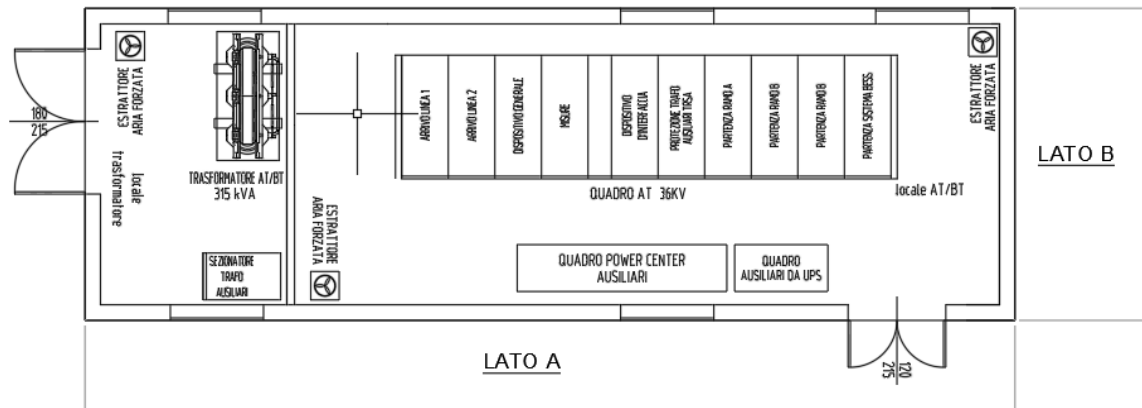 180
215
ESTRATTORE
ARIA FORZATA
locale
trasformatore
TRASFORMATORE AT/BT
315 kVA
SEZIONATORE
TRAFO
AUSILIARI
ESTRATTORE
ARIA FORZATA
ARRIVO LINEA 1
ARRIVO LINEA 2
DISPOSITIVO GENERALE
MISURE
DISPOSITIVO
D'INTERFACCIA
PROTEZIONE TRAFO
AUSILIARI TRSA
PARTENZA RAMO A
PARTENZA RAMO B
PARTENZA RAMO B
PARTENZA SISTEMA BESS
QUADRO AT 36KV
locale AT/BT
ESTRATTORE
ARIA FORZATA
QUADRO POWER CENTER
AUSILIARI
QUADRO
AUSILIARI DA UPS
120
215
LATO A
LATO B